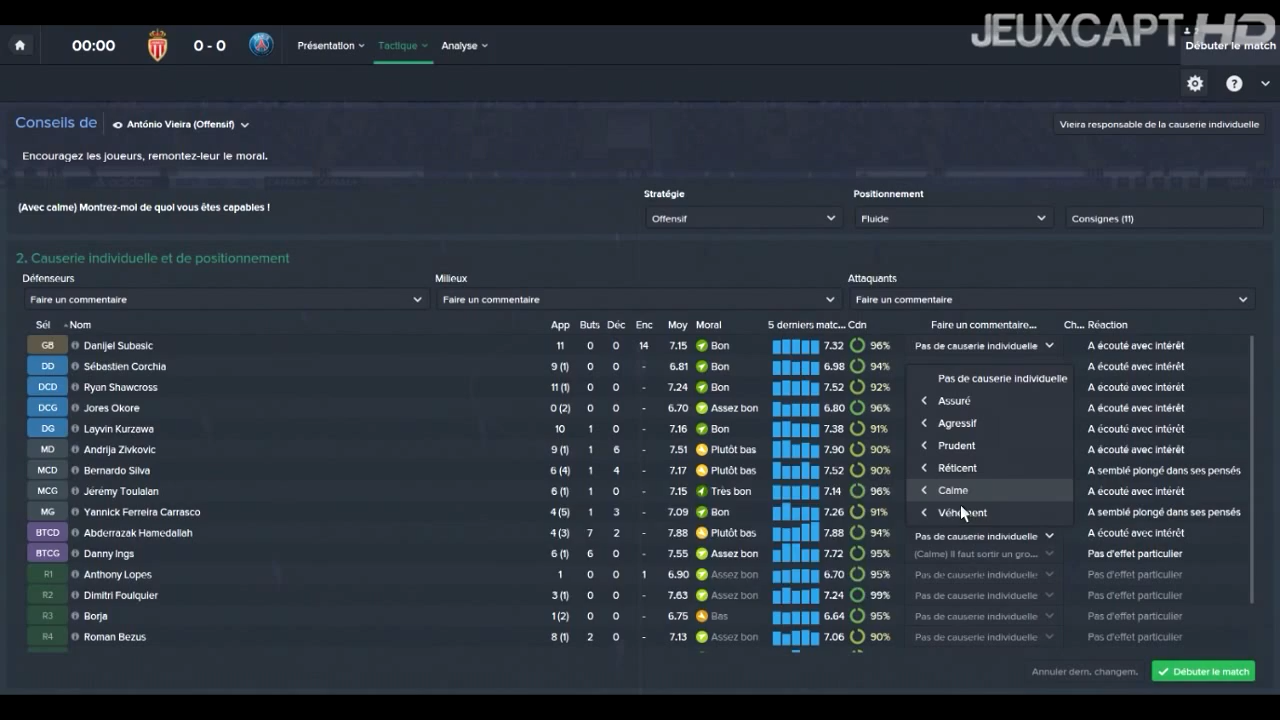 JEUXCAPT.HD
00:00 0 - 0 Présentation Tactique Analyse 2 Débuter le match
?
Conseils de António Vieira (Offensif) Vieira responsable de la causerie individuelle
Encouragez les joueurs, remontez-leur le moral.
Stratégie Positionnement
(Avec calme) Montrez-moi de quoi vous êtes capables ! Offensif Fluide Consignes (11)
2. Causerie individuelle et de positionnement
Défenseurs Milieux Attaquants
Faire un commentaire Faire un commentaire Faire un commentaire
Sél Nom App Buts Déc Enc Moy Moral 5 derniers matc... Cdn Faire un commentaire... Ch... Réaction
GB Danijel Subasic 11 0 0 14 7.15 Bon 7.32 96% Pas de causerie individuelle A écouté avec intérêt
DD Sébastien Corchia 9 (1) 0 0 - 6.81 Bon 6.98 94% A écouté avec intérêt
Pas de causerie individuelle
DCD Ryan Shawcross 11 (1) 0 0 - 7.24 Bon 7.52 92% A écouté avec intérêt
Assuré
DCG Jores Okore 0 (2) 0 0 - 6.70 Assez bon 6.80 96% A écouté avec intérêt
Agressif
DG Layvin Kurzawa 10 1 0 - 7.16 Bon 7.38 91% A écouté avec intérêt
Prudent
MD Andrija Zivkovic 9 (1) 1 6 - 7.51 Plutôt bas 7.90 90% A écouté avec intérêt
Réticent
MCD Bernardo Silva 6 (4) 1 4 - 7.17 Plutôt bas 7.52 90% A semblé plongé dans ses pensés
Calme
MCG Jérémy Toulalan 6 (1) 1 0 - 7.15 Très bon 7.14 96% A écouté avec intérêt
Véhément
MG Yannick Ferreira Carrasco 4 (5) 1 3 - 7.09 Bon 7.26 91% A semblé plongé dans ses pensés
BTCD Abderrazak Hamedallah 4 (3) 7 2 - 7.88 Plutôt bas 7.88 94% Pas de causerie individuelle A écouté avec intérêt
BTCG Danny Ings 6 (1) 6 0 - 7.55 Assez bon 7.72 95% (Calme) Il faut sortir un gro... Pas d'effet particulier
R1 Anthony Lopes 1 0 0 1 6.90 Assez bon 6.70 95% Pas de causerie individuelle Pas d'effet particulier
R2 Dimitri Foulquier 3 (1) 0 0 - 7.63 Assez bon 7.24 99% Pas de causerie individuelle Pas d'effet particulier
R3 Borja 1 (2) 0 0 - 6.75 Bas 6.64 95% Pas de causerie individuelle Pas d'effet particulier
R4 Roman Bezus 8 (1) 2 0 - 7.13 Assez bon 7.06 90% Pas de causerie individuelle Pas d'effet particulier
Annuler dern. changem. Débuter le match